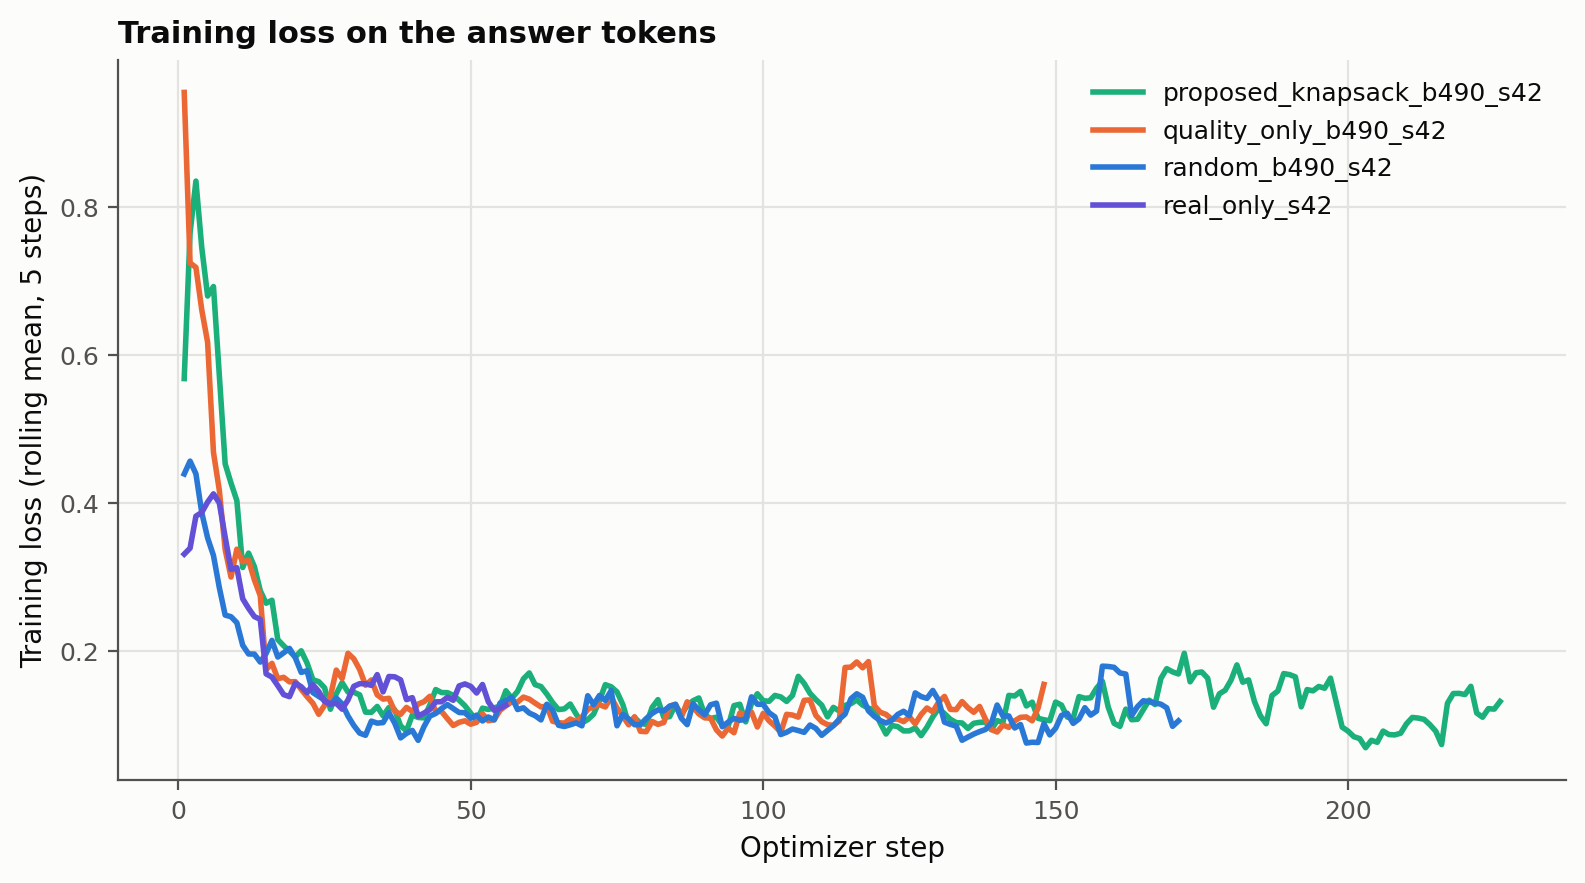 Training loss on the answer tokens
proposed_knapsack_b490_s42
quality_only_b490_s42
random_b490_s42
real_only_s42
Training loss (rolling mean, 5 steps)
0.8
0.6
0.4
0.2
0 50 100 150 200
Optimizer step